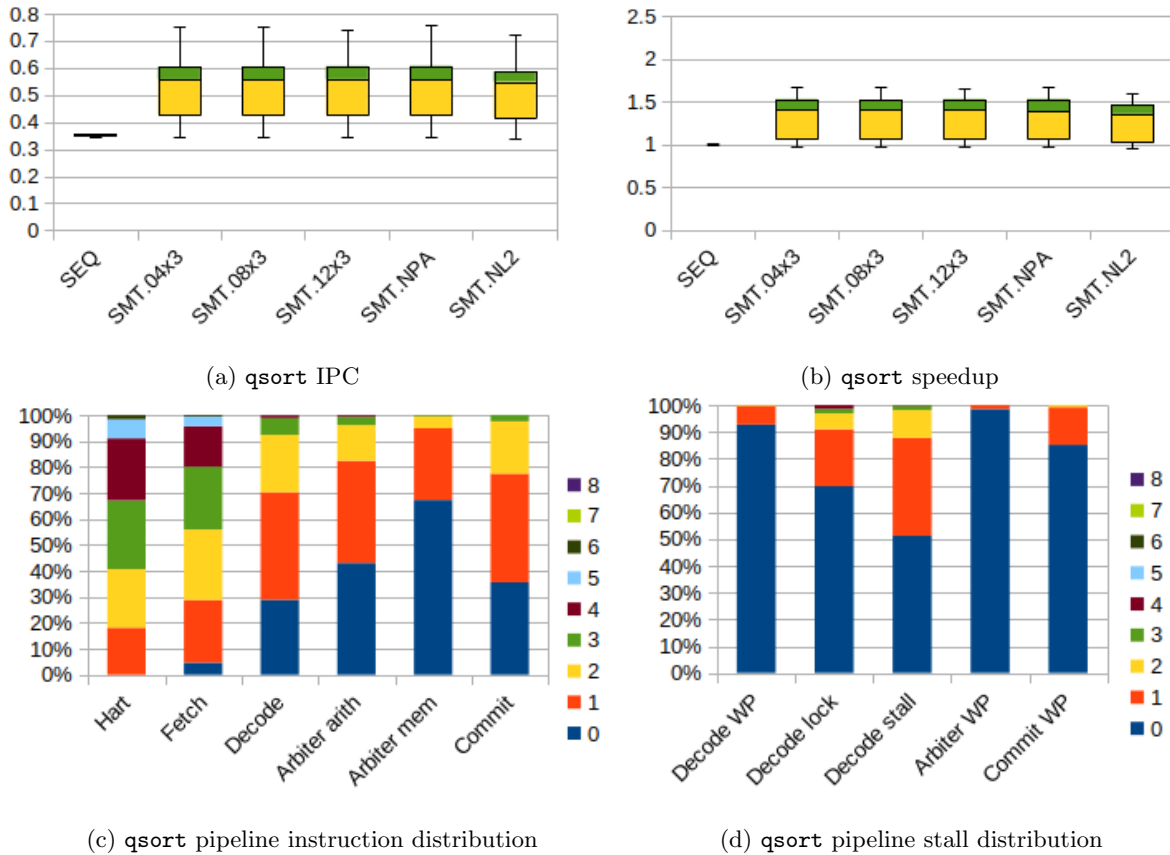 0.8
0.7
0.6
0.5
0.4
0.3
0.2
0.1
0
SEQ
SMT.04x3
SMT.08x3
SMT.12x3
SMT.NPA
SMT.NL2
(a) qsort IPC
2.5
2
1.5
1
0.5
0
SEQ
SMT.04x3
SMT.08x3
SMT.12x3
SMT.NPA
SMT.NL2
(b) qsort speedup
100%
90%
80%
70%
60%
50%
40%
30%
20%
10%
0%
Hart
Fetch
Decode
Arbiter arith
Arbiter mem
Commit
8
7
6
5
4
3
2
1
0
(c) qsort pipeline instruction distribution
100%
90%
80%
70%
60%
50%
40%
30%
20%
10%
0%
Decode WP
Decode lock
Decode stall
Arbiter WP
Commit WP
8
7
6
5
4
3
2
1
0
(d) qsort pipeline stall distribution